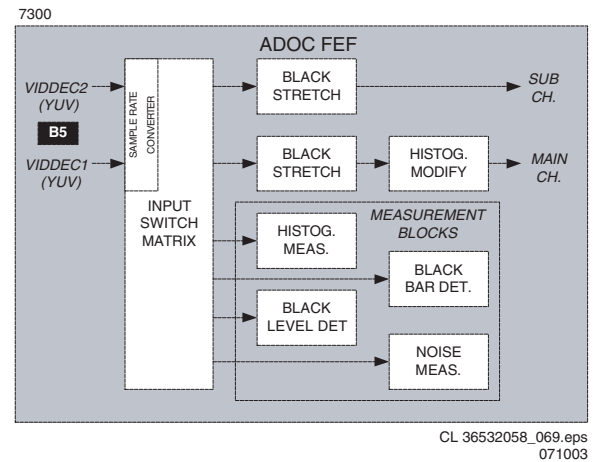 7300
ADOC FEF
VIDDEC2
(YUV)
B5
VIDDEC1
(YUV)
SAMPLE RATE
CONVERTER
INPUT
SWITCH
MATRIX
BLACK
STRETCH
SUB
CH.
BLACK
STRETCH
HISTOG.
MODIFY
MAIN
CH.
MEASUREMENT
BLOCKS
HISTOG.
MEAS.
BLACK
BAR DET.
BLACK
LEVEL DET
NOISE
MEAS.
CL 36532058_069.eps
071003